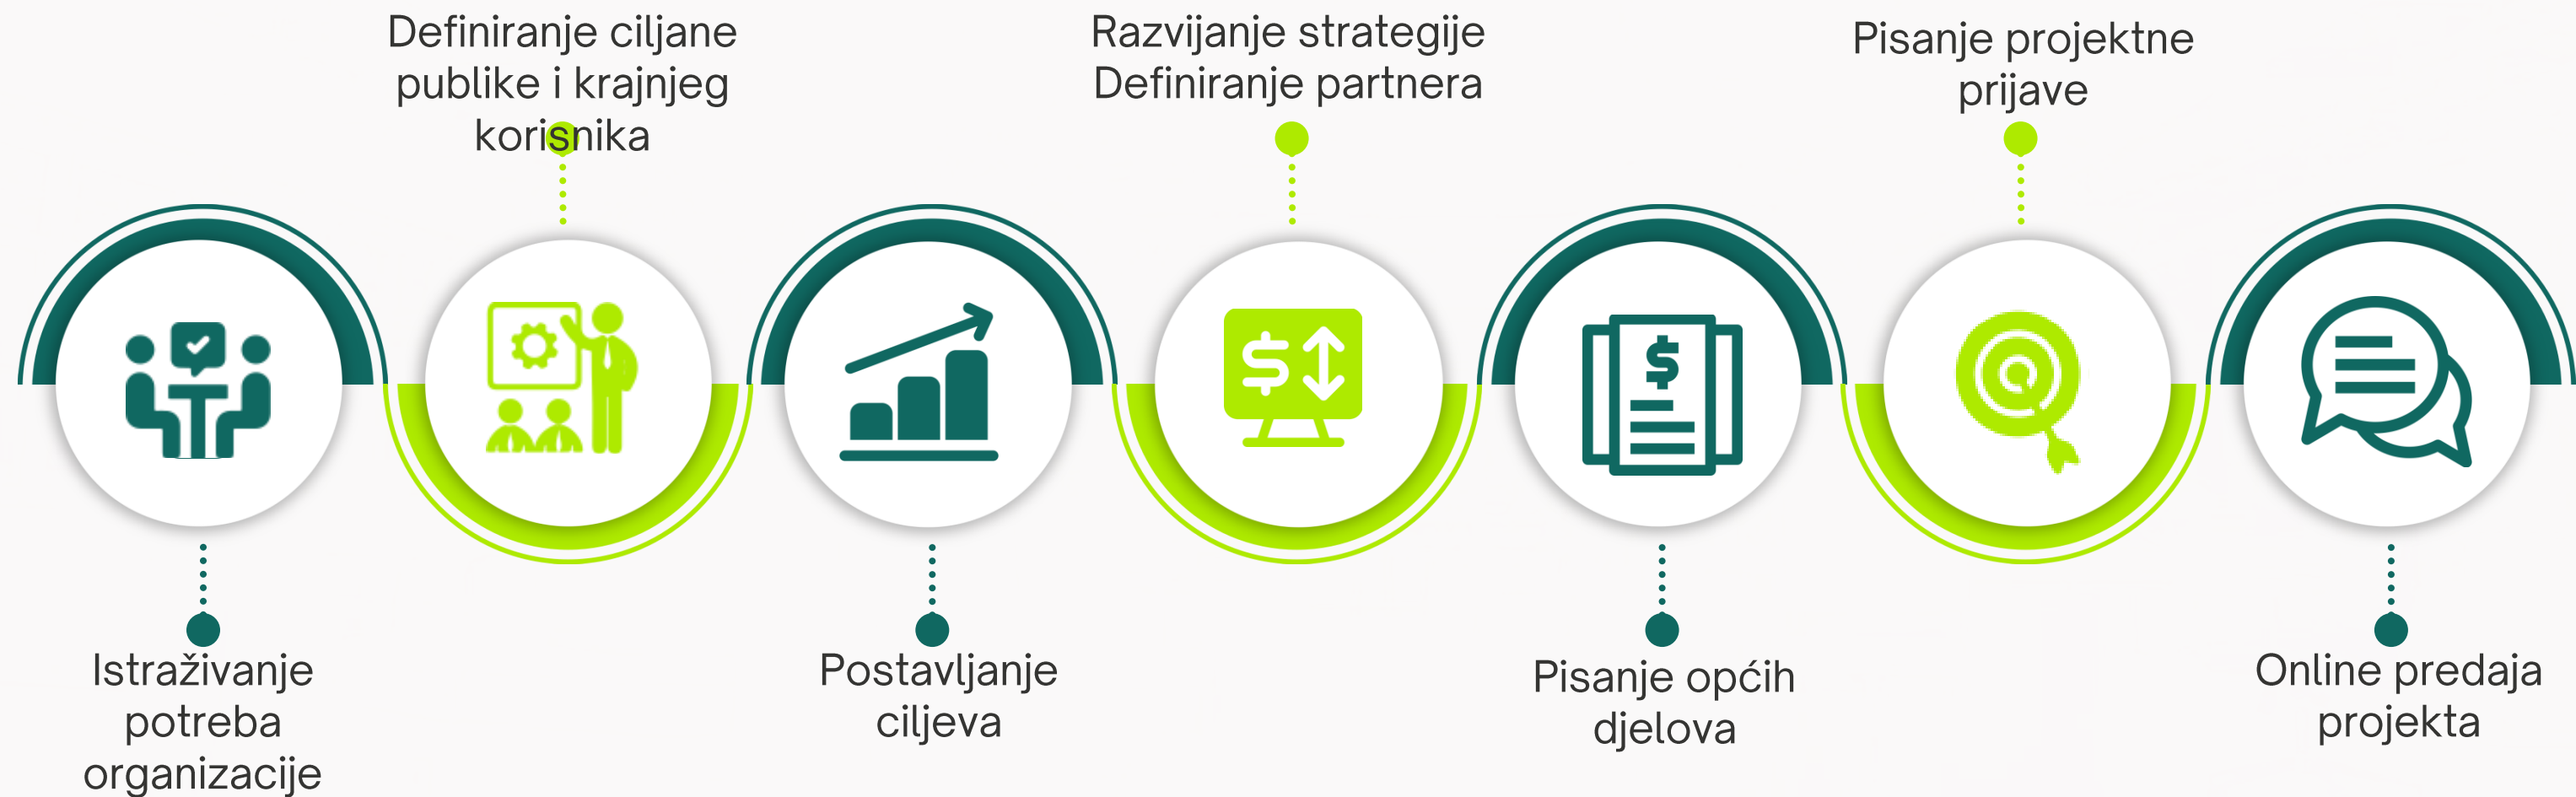 Definiranje ciljane
publike i krajnjeg
korisnika
Razvijanje strategije
Definiranje partnera
Pisanje projektne
prijave
$
$
Istraživanje
potreba
organizacije
Postavljanje
ciljeva
Pisanje općih
djelova
Online predaja
projekta